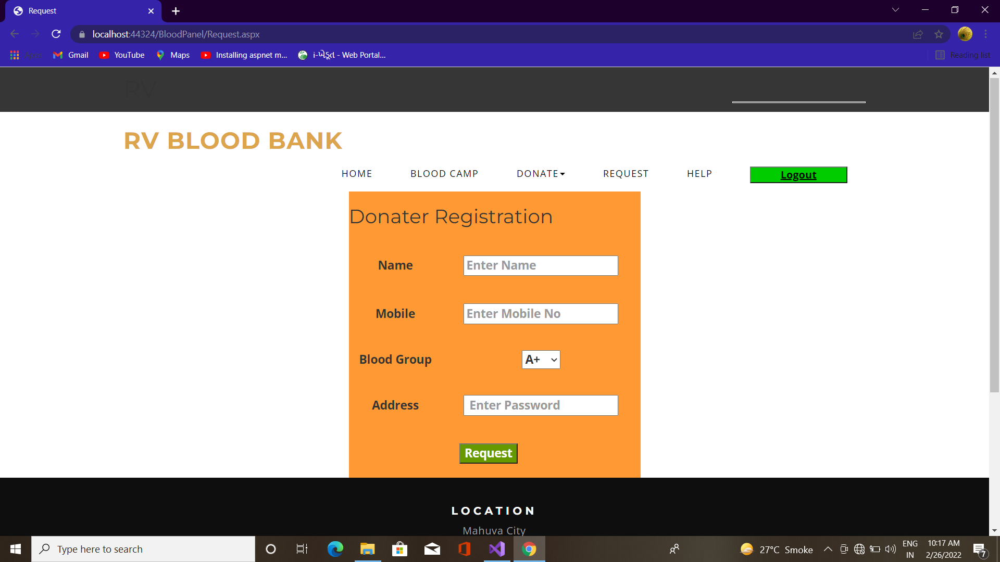 Request
localhost:44324/BloodPanel/Request.aspx
Apps Gmail YouTube Maps Installing aspnet m... i-ખેડૂત - Web Portal... Reading list
RV
RV BLOOD BANK
HOME BLOOD CAMP DONATE REQUEST HELP Logout
Donater Registration
Name Enter Name
Mobile Enter Mobile No
Blood Group A+
Address Enter Password
Request
LOCATION
Mahuva City
Type here to search
27°C Smoke
ENG
IN
10:17 AM
2/26/2022
7